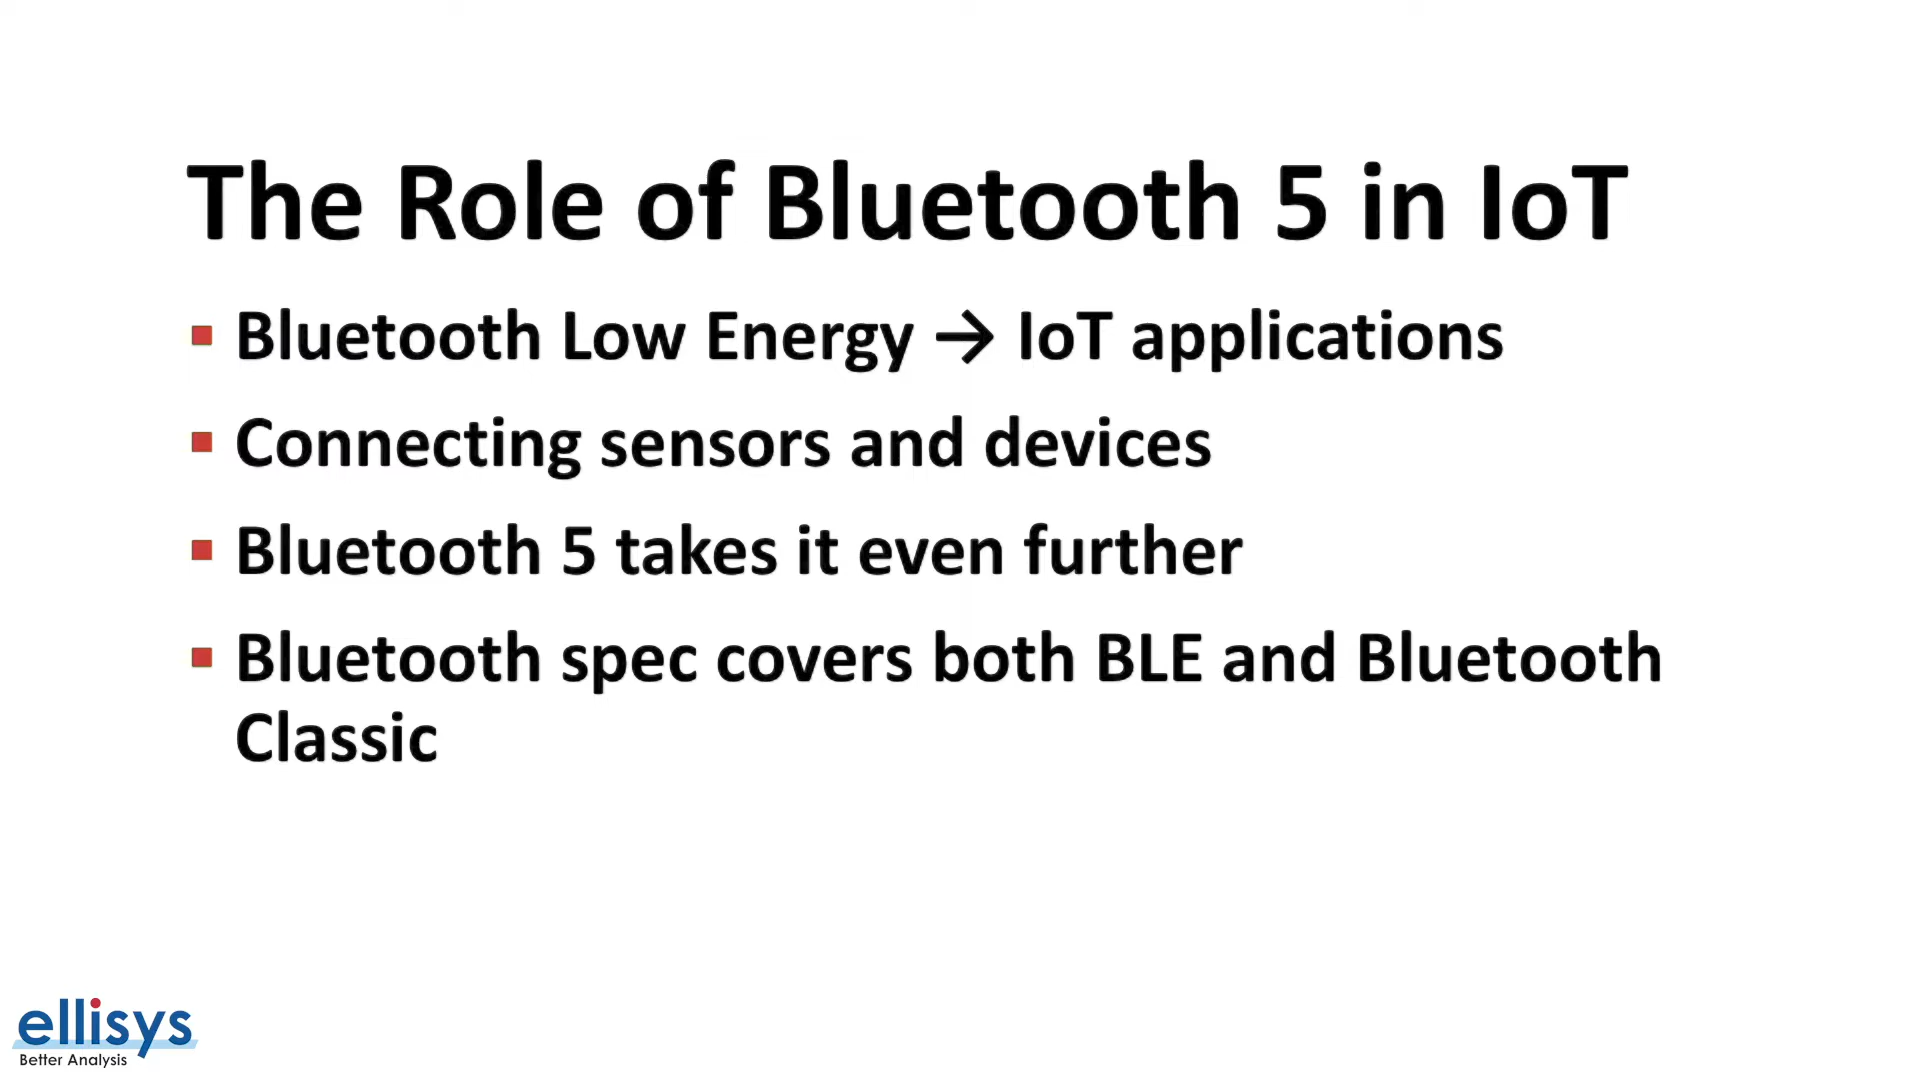 The Role of Bluetooth 5 in IoT
Bluetooth Low Energy → IoT applications
Connecting sensors and devices
Bluetooth 5 takes it even further
Bluetooth spec covers both BLE and Bluetooth
Classic
ellisys
Better Analysis